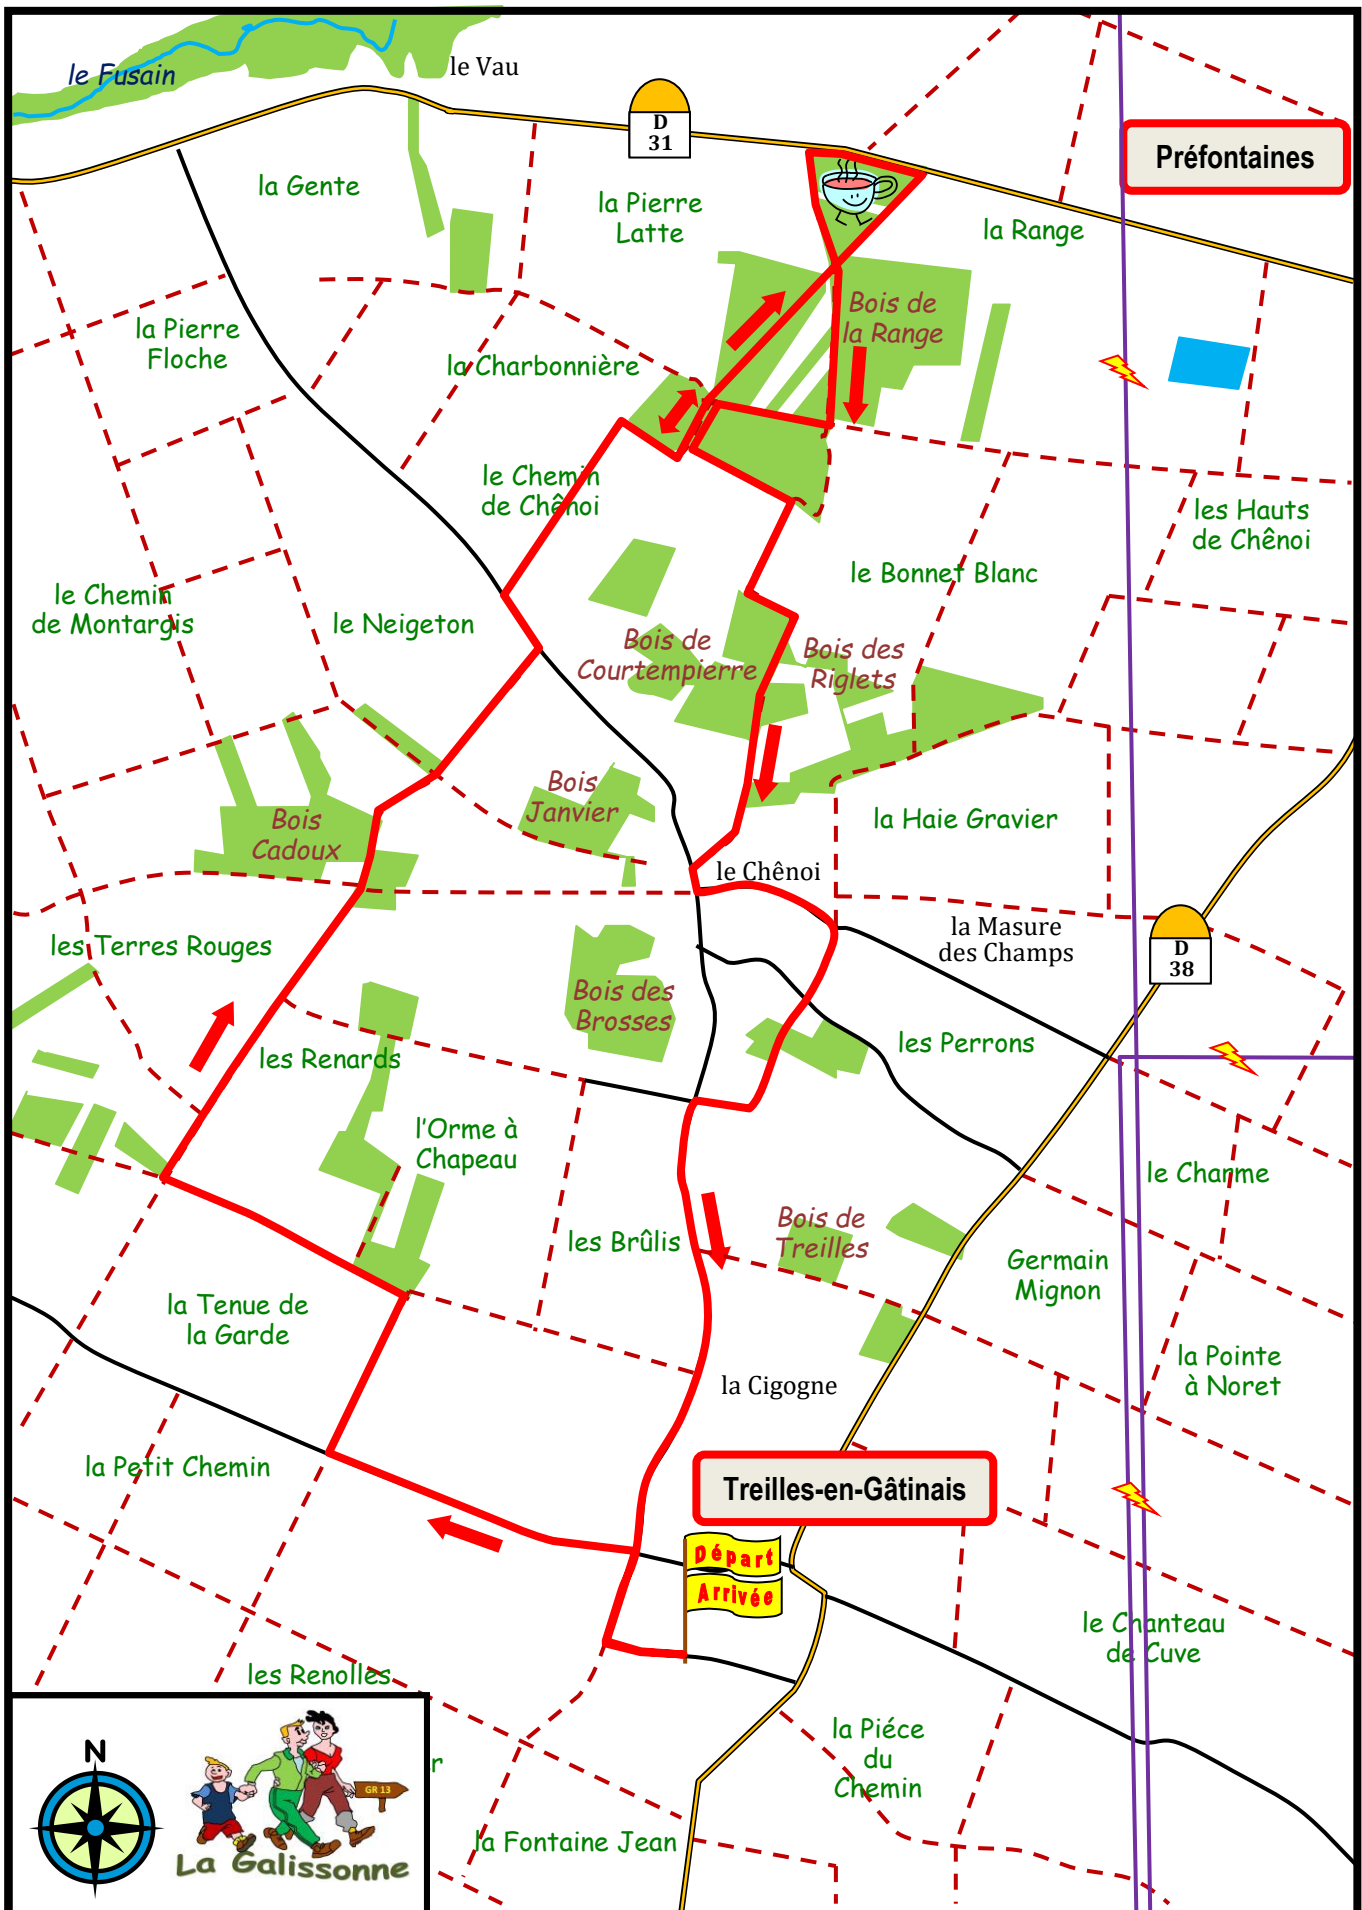 le Fusain
le Vau
D
31
Préfontaines
la Gente
la Pierre
Latte
la Range
Bois de
la Range
la Pierre
Floche
la Charbonnière
le Chemin
de Chênoi
les Hauts
de Chênoi
le Bonnet Blanc
le Chemin
de Montargis
le Neigeton
Bois de
Courtempierre
Bois des
Riglets
Bois
Janvier
Bois
Cadoux
la Haie Gravier
le Chênoi
la Masure
des Champs
D
38
les Terres Rouges
Bois des
Brosses
les Perrons
les Renards
l'Orme à
Chapeau
le Charme
les Brûlis
Bois de
Treilles
Germain
Mignon
la Tenue de
la Garde
la Pointe
à Noret
la Cigogne
la Petit Chemin
Treilles-en-Gâtinais
Départ
Arrivée
le Chanteau
de Cuve
les Renolles
la Piéce
du
Chemin
r
N
GR 13
La Galissonne
la Fontaine Jean